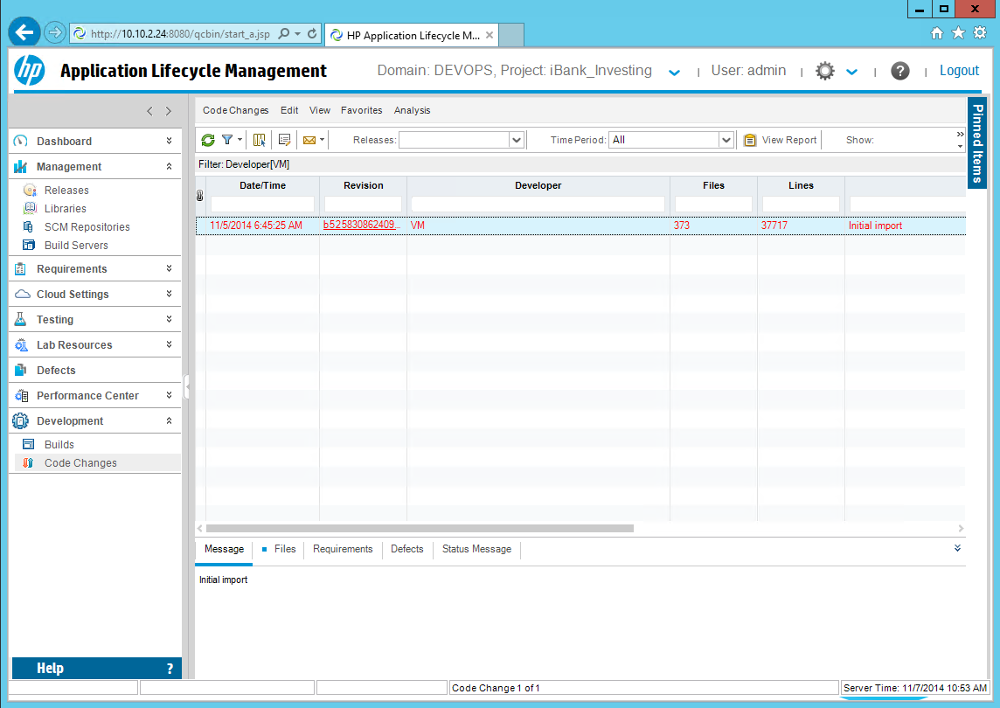 http://10.10.2.24:8080/qcbin/start_a.jsp
HP Application Lifecycle M...
hp
Application Lifecycle Management
Domain: DEVOPS, Project: iBank_Investing
User: admin
?
Logout
Code Changes Edit View Favorites Analysis
Pinned Items
Releases:
Time Period: All
View Report
Show:
Filter: Developer[VM]
Date/Time Revision Developer Files Lines
11/5/2014 6:45:25 AM b525830862409... VM 373 37717 Initial import
Dashboard
Management
Releases
Libraries
SCM Repositories
Build Servers
Requirements
Cloud Settings
Testing
Lab Resources
Defects
Performance Center
Development
Builds
Code Changes
Message Files Requirements Defects Status Message
Initial import
Help ?
Code Change 1 of 1
Server Time: 11/7/2014 10:53 AM